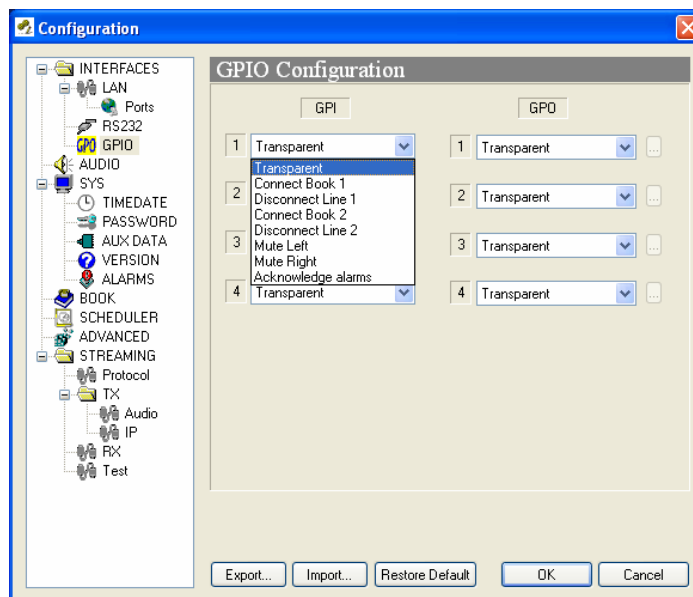 Configuration
INTERFACES
LAN
Ports
RS232
GPO GPIO
AUDIO
SYS
TIMEDATE
PASSWORD
AUX DATA
VERSION
ALARMS
BOOK
SCHEDULER
ADVANCED
STREAMING
Protocol
TX
Audio
IP
RX
Test
GPIO Configuration
GPI
GPO
1 Transparent
Transparent
Connect Book 1
Disconnect Line 1
Connect Book 2
Disconnect Line 2
Mute Left
Mute Right
Acknowledge alarms
2
3
4 Transparent
1 Transparent ...
2 Transparent ...
3 Transparent ...
4 Transparent ...
Export... Import... Restore Default OK Cancel